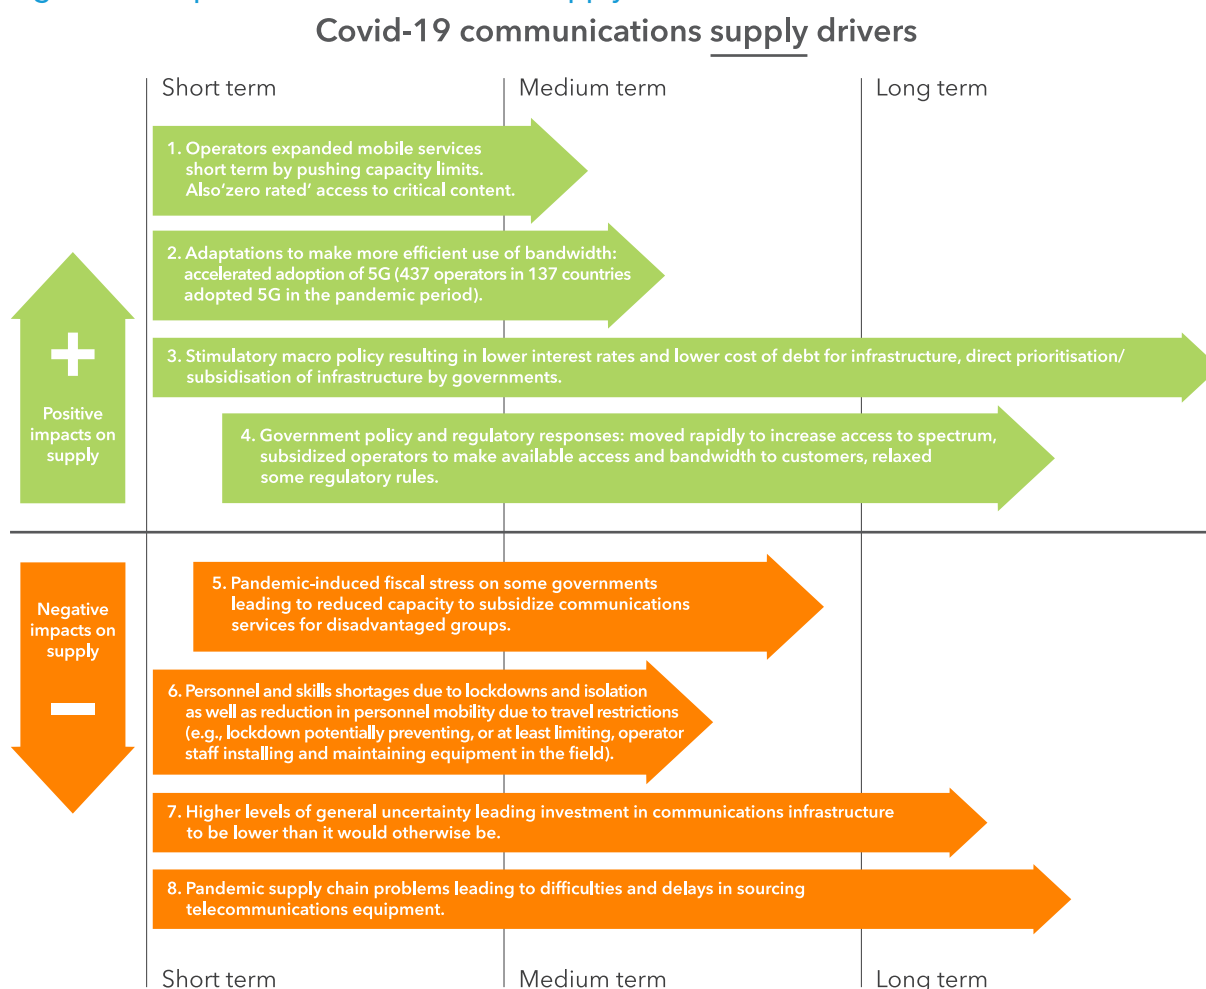 Covid-19 communications supply drivers
Short term
Medium term
Long term
1. Operators expanded mobile services
short term by pushing capacity limits.
Also‘zero rated’ access to critical content.
2. Adaptations to make more efficient use of bandwidth:
accelerated adoption of 5G (437 operators in 137 countries
adopted 5G in the pandemic period).
+
Positive
impacts on
supply
3. Stimulatory macro policy resulting in lower interest rates and lower cost of debt for infrastructure, direct prioritisation/
subsidisation of infrastructure by governments.
4. Government policy and regulatory responses: moved rapidly to increase access to spectrum,
subsidized operators to make available access and bandwidth to customers, relaxed
some regulatory rules.
Negative
impacts on
supply
–
5. Pandemic-induced fiscal stress on some governments
leading to reduced capacity to subsidize communications
services for disadvantaged groups.
6. Personnel and skills shortages due to lockdowns and isolation
as well as reduction in personnel mobility due to travel restrictions
(e.g., lockdown potentially preventing, or at least limiting, operator
staff installing and maintaining equipment in the field).
7. Higher levels of general uncertainty leading investment in communications infrastructure
to be lower than it would otherwise be.
8. Pandemic supply chain problems leading to difficulties and delays in sourcing
telecommunications equipment.
Short term
Medium term
Long term